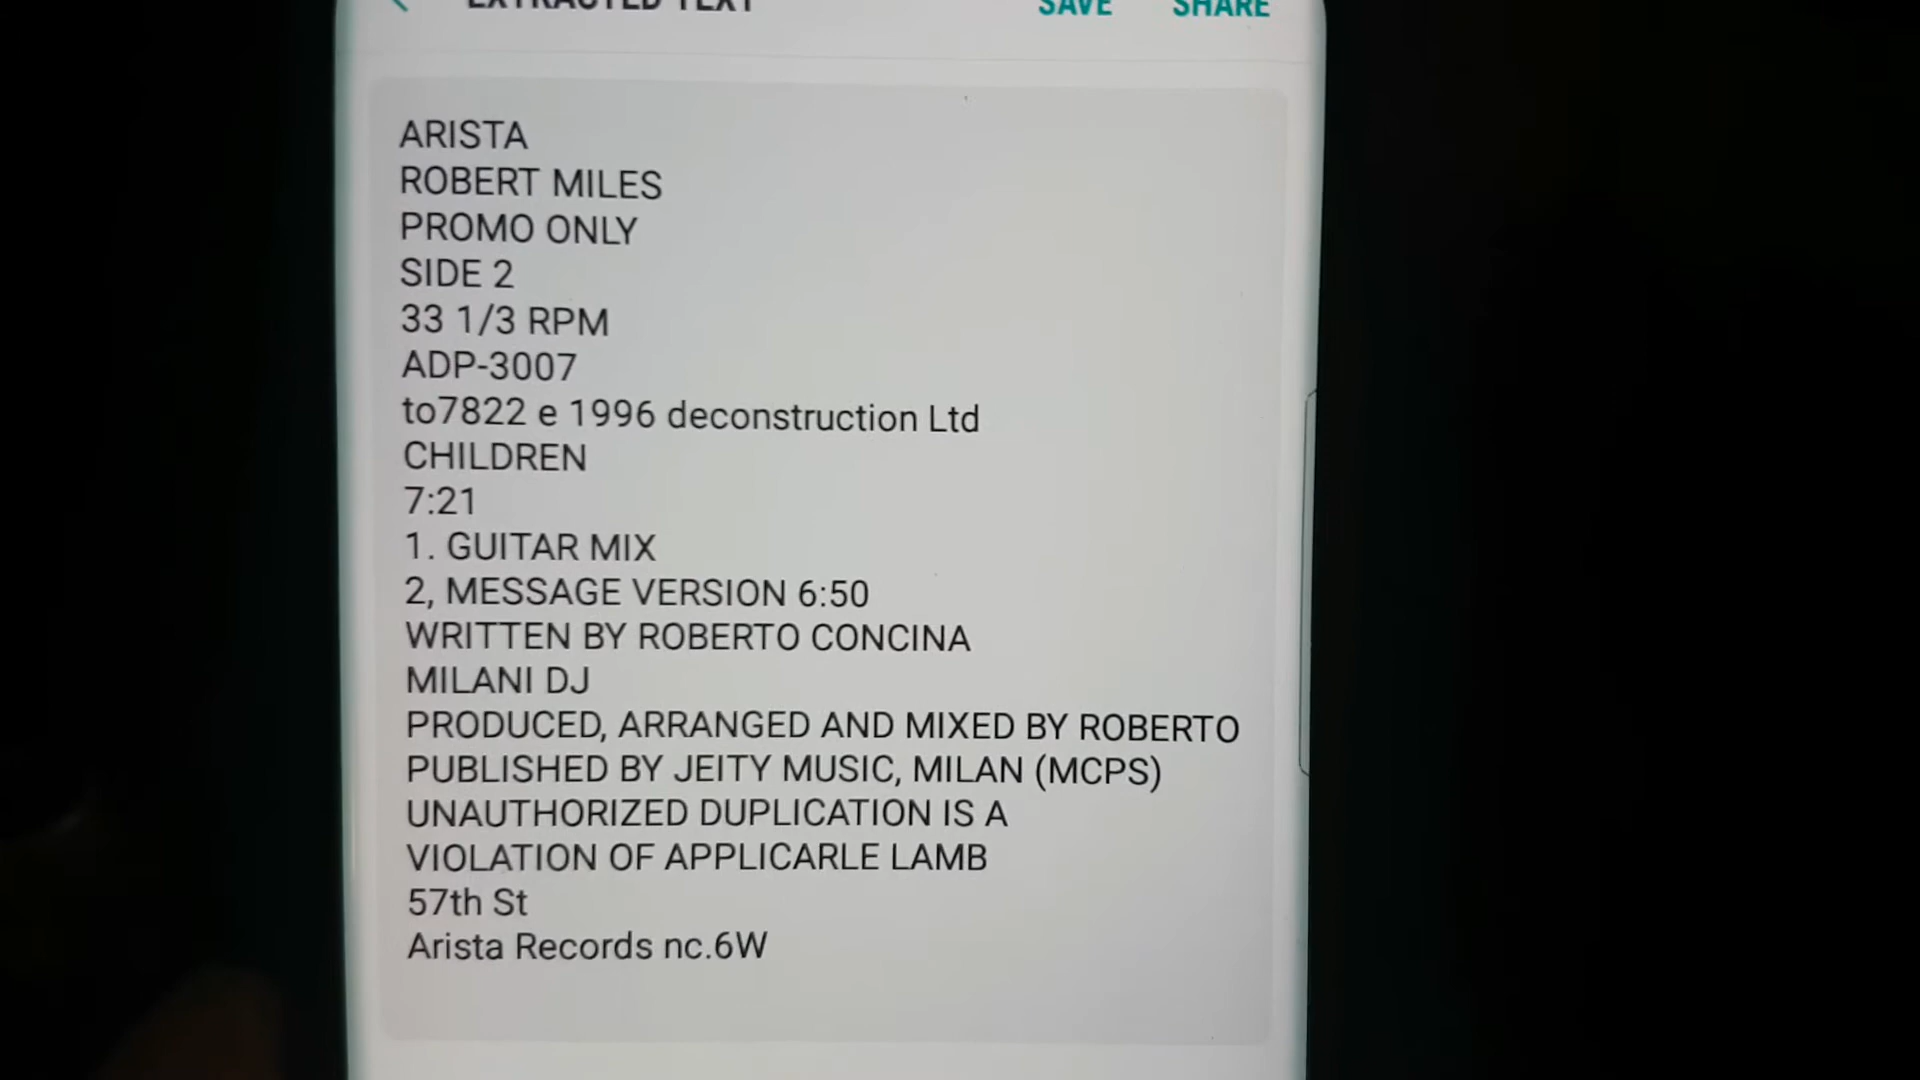 EXTRACTED TEXT
SAVE SHARE
ARISTA
ROBERT MILES
PROMO ONLY
SIDE 2
33 1/3 RPM
ADP-3007
to7822 e 1996 deconstruction Ltd
CHILDREN
7:21
1. GUITAR MIX
2, MESSAGE VERSION 6:50
WRITTEN BY ROBERTO CONCINA
MILANI DJ
PRODUCED, ARRANGED AND MIXED BY ROBERTO
PUBLISHED BY JEITY MUSIC, MILAN (MCPS)
UNAUTHORIZED DUPLICATION IS A
VIOLATION OF APPLICARLE LAMB
57th St
Arista Records nc.6W